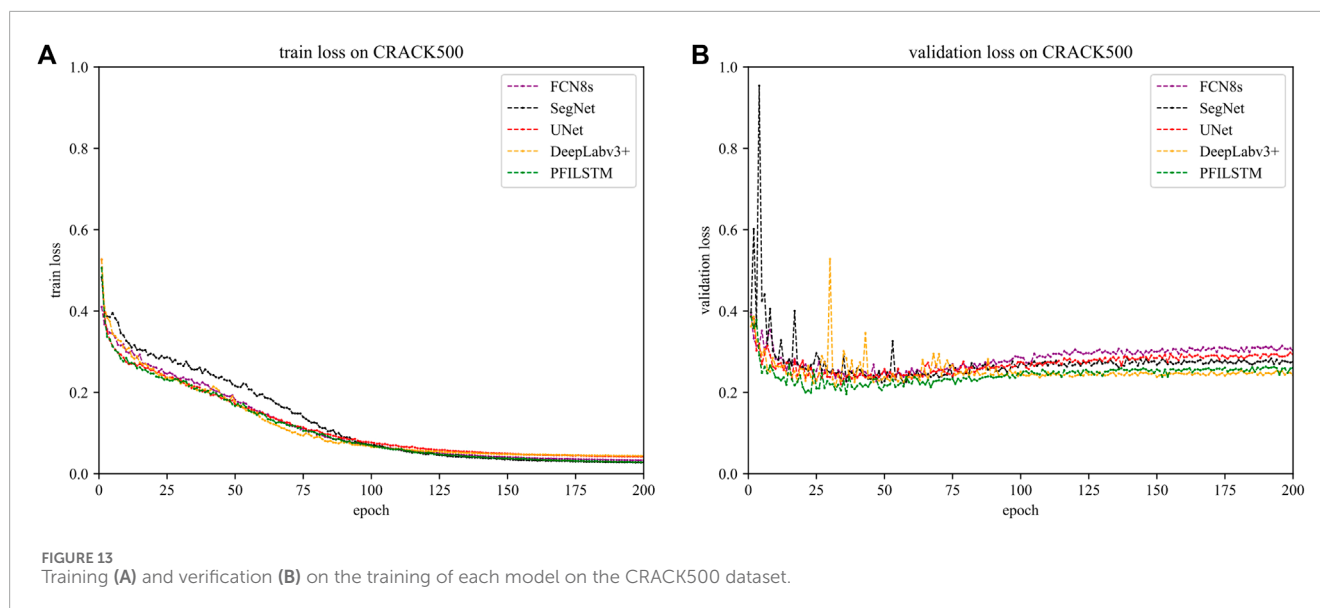 A
train loss on CRACK500
1.0
0.8
0.6
0.4
0.2
0.0
train loss
0 25 50 75 100 125 150 175 200
epoch
FCN8s
SegNet
UNet
DeepLabv3+
PFILSTM
B
validation loss on CRACK500
1.0
0.8
0.6
0.4
0.2
0.0
validation loss
0 25 50 75 100 125 150 175 200
epoch
FCN8s
SegNet
UNet
DeepLabv3+
PFILSTM
FIGURE 13
Training (A) and verification (B) on the training of each model on the CRACK500 dataset.